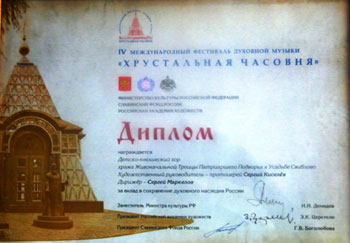 IV МЕЖДУНАРОДНЫЙ ФЕСТИВАЛЬ ДУХОВНОЙ МУЗЫКИ
«ХРУСТАЛЬНАЯ ЧАСОВНЯ»
МИНИСТЕРСТВО КУЛЬТУРЫ РОССИЙСКОЙ ФЕДЕРАЦИИ
СЛАВЯНСКИЙ ФОНД РОССИИ
РОССИЙСКАЯ АКАДЕМИЯ ХУДОЖЕСТВ
Диплом
награждается
Детско-юношеский хор
храма Живоначальной Троицы Патриаршего Подворья в Усадьбе Свиблово
Художественный руководитель – протоиерей Сергий Киселёв
Дирижёр – Сергей Маркелов
за вклад в сохранение духовного наследия России
Заместитель Министра культуры РФ
Президент Российской академии художеств З.К. Церетели
Президент Славянского Фонда России Г.В. Боголюбова